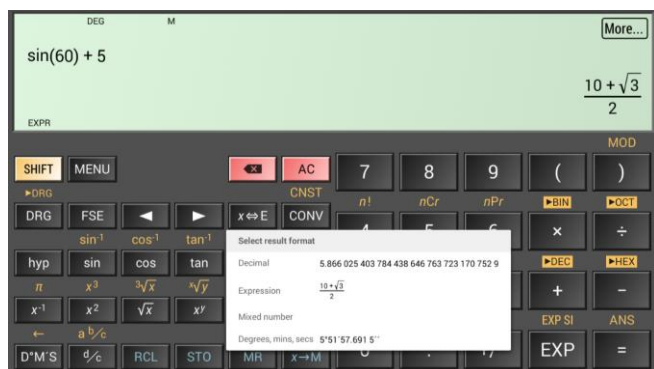 DEG M More...
sin(60) + 5
10 + √3
2
EXPR
MOD
SHIFT MENU AC 7 8 9 ( )
▸DRG CNST n! nCr nPr ▸BIN ▸OCT
DRG FSE ◀ ▶ x⇔E CONV × ÷
sin⁻¹ cos⁻¹ tan⁻¹
Select result format
hyp sin cos tan
Decimal 5.866 025 403 784 438 646 763 723 170 752 9
▸DEC ▸HEX
π x³ ³√x ˣ√y
Expression 10+√3
2
+ −
x⁻¹ x² √x xʸ
Mixed number
← a b/c EXP SI ANS
Degrees, mins, secs 5°51´57.691 5´´
D°M´S d/c RCL STO MR x→M EXP =